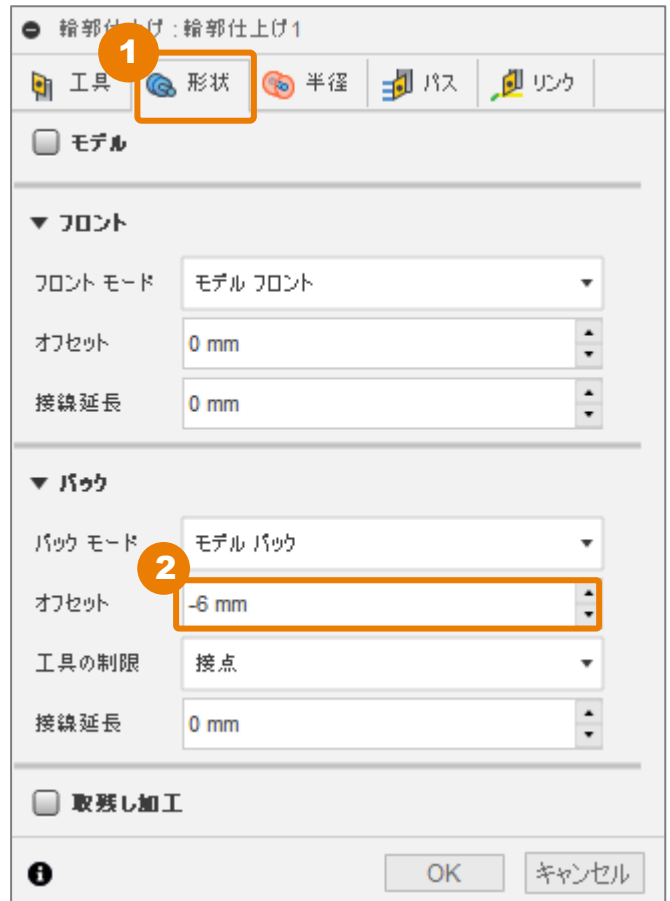 輪郭仕上げ : 輪郭仕上げ1
1
工具 形状 半径 パス リンク
モデル
▼ フロント
フロント モード モデル フロント
オフセット 0 mm
接線延長 0 mm
▼ バック
バック モード モデル バック
2
オフセット -6 mm
工具の制限 接点
接線延長 0 mm
取残し加工
OK キャンセル